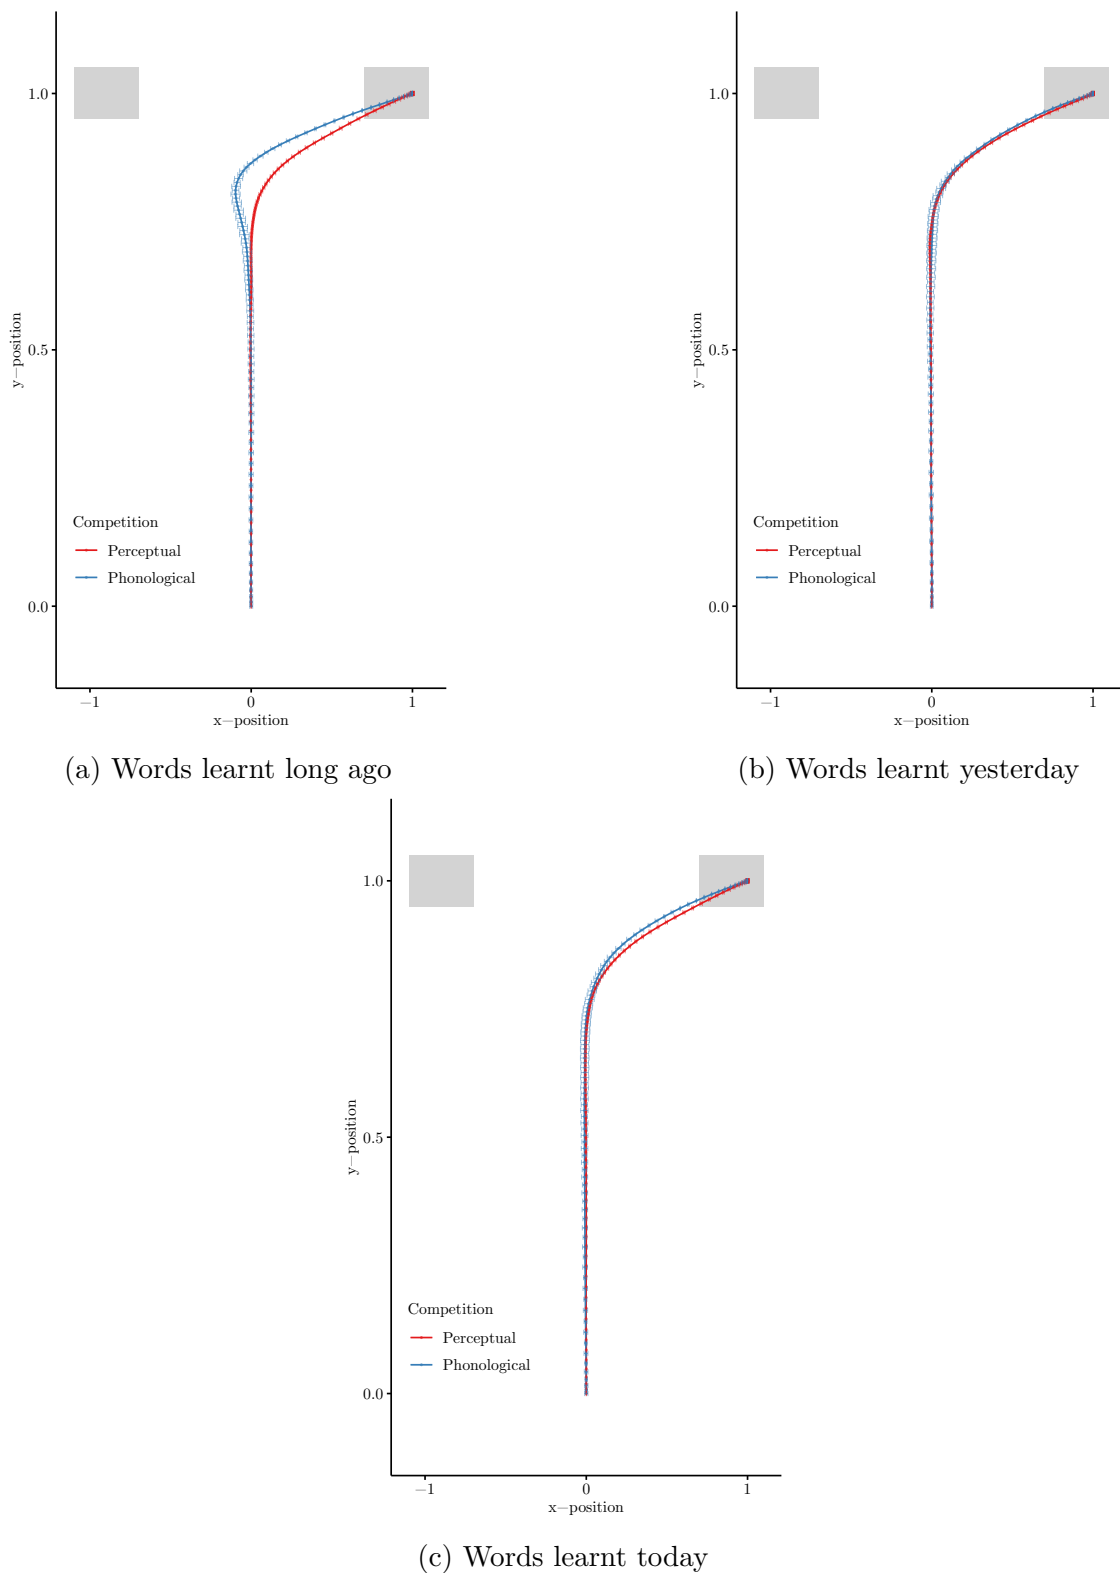 1.0
0.5
0.0
y−position
Competition
Perceptual
Phonological
−1 0 1
x−position
(a) Words learnt long ago
1.0
0.5
0.0
y−position
Competition
Perceptual
Phonological
−1 0 1
x−position
(b) Words learnt yesterday
1.0
0.5
0.0
y−position
Competition
Perceptual
Phonological
−1 0 1
x−position
(c) Words learnt today